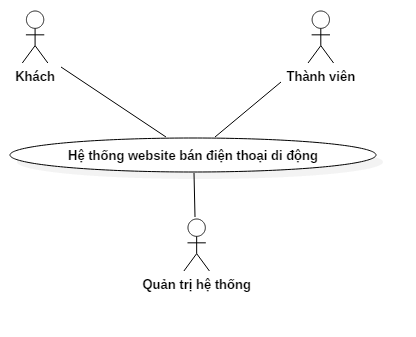 Khách
Thành viên
Hệ thống website bán điện thoại di động
Quản trị hệ thống